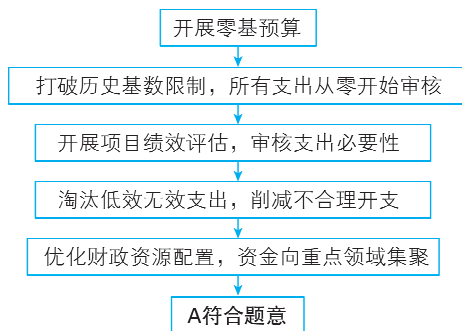 开展零基预算
打破历史基数限制，所有支出从零开始审核
开展项目绩效评估，审核支出必要性
淘汰低效无效支出，削减不合理开支
优化财政资源配置，资金向重点领域集聚
A符合题意